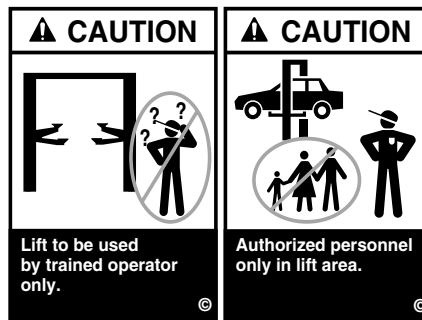 CAUTION
? ? ?
Lift to be used
by trained operator
only.
©
CAUTION
Authorized personnel
only in lift area.
©